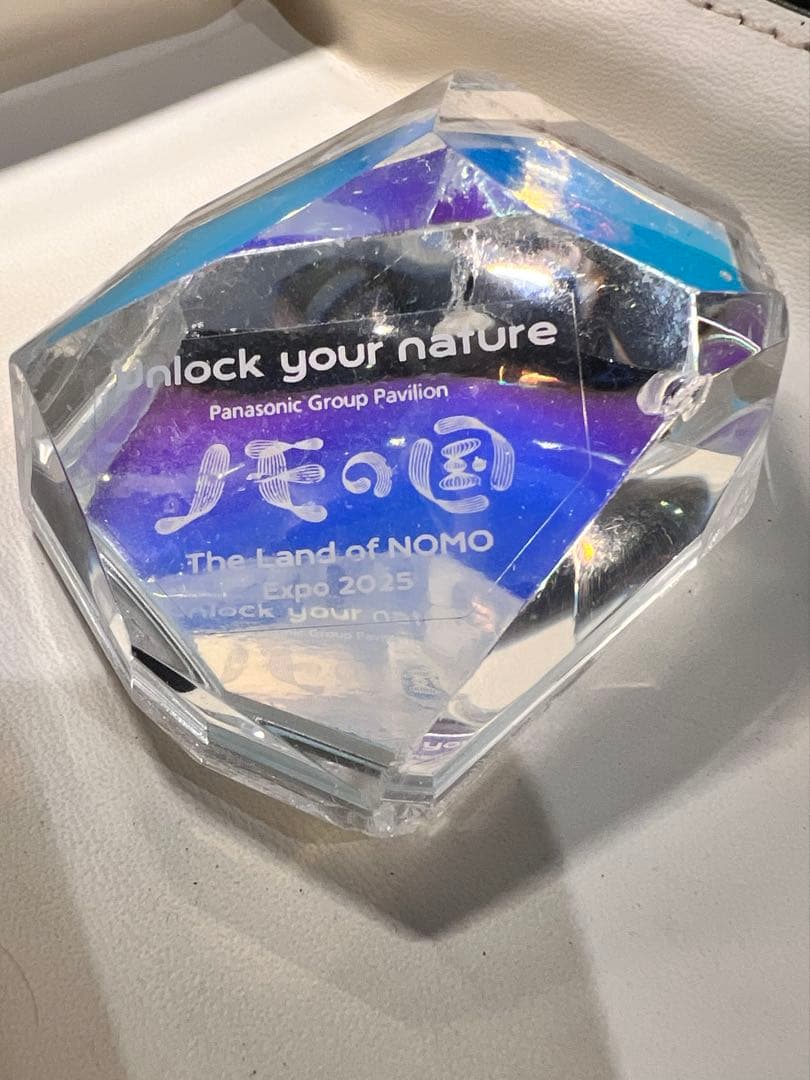 Unlock your nature
Panasonic Group Pavilion
ノモの国
The Land of NOMO
Expo 2025